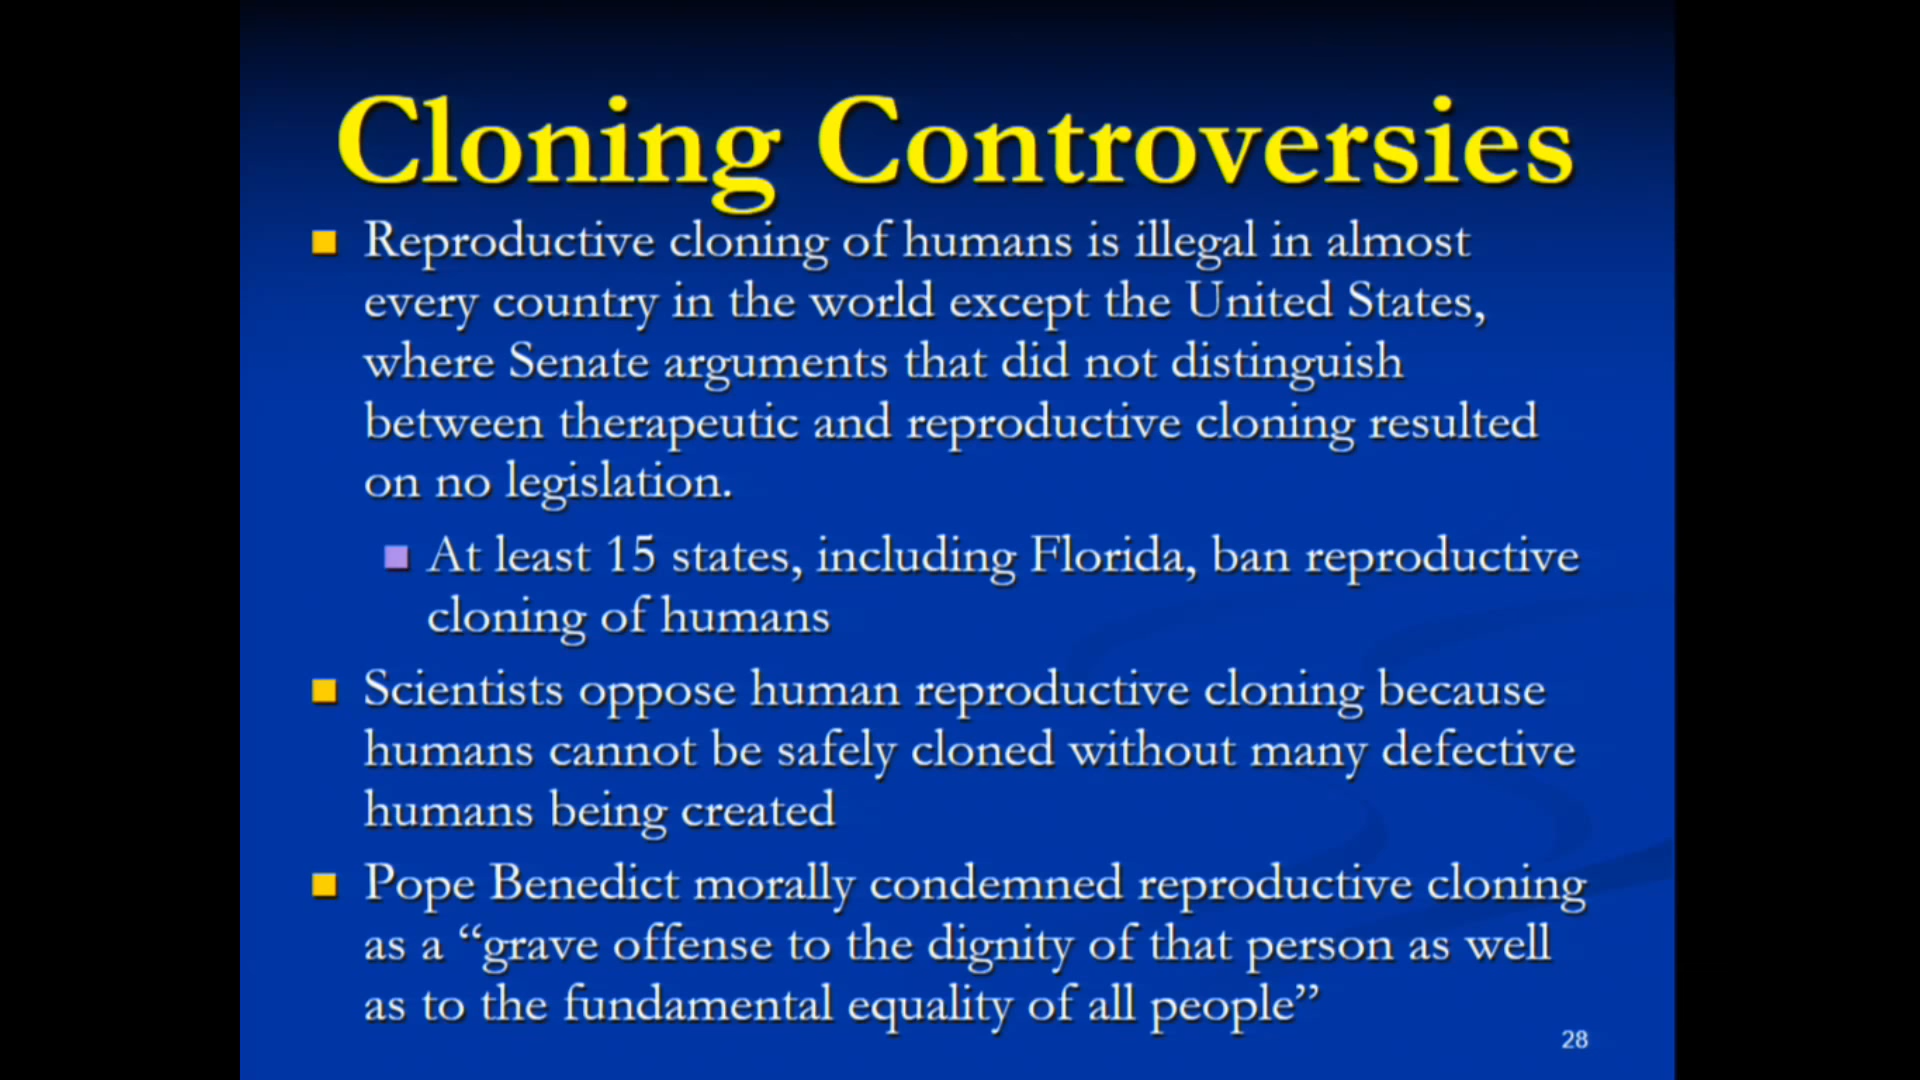 Cloning Controversies
Reproductive cloning of humans is illegal in almost
every country in the world except the United States,
where Senate arguments that did not distinguish
between therapeutic and reproductive cloning resulted
on no legislation.
At least 15 states, including Florida, ban reproductive
cloning of humans
Scientists oppose human reproductive cloning because
humans cannot be safely cloned without many defective
humans being created
Pope Benedict morally condemned reproductive cloning
as a “grave offense to the dignity of that person as well
as to the fundamental equality of all people”
28